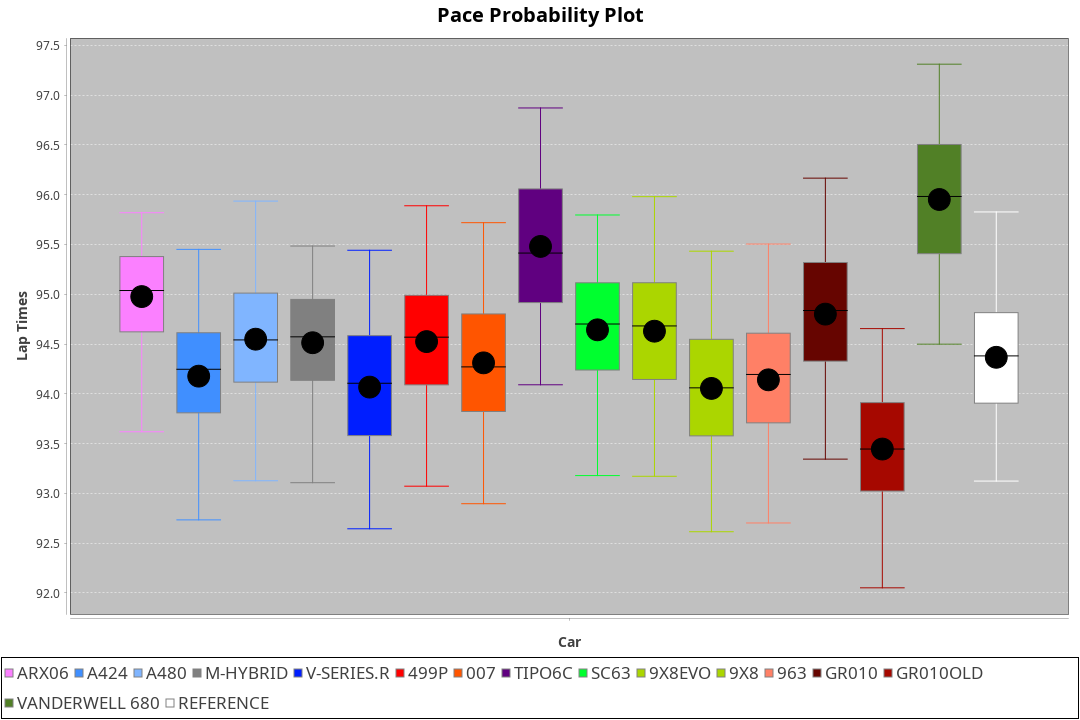 Pace Probability Plot
97.5
97.0
96.5
96.0
95.5
95.0
94.5
94.0
93.5
93.0
92.5
92.0
Lap Times
Car
ARX06 A424 A480 M-HYBRID V-SERIES.R 499P 007 TIPO6C SC63 9X8EVO 9X8 963 GR010 GR010OLD
VANDERWELL 680 REFERENCE